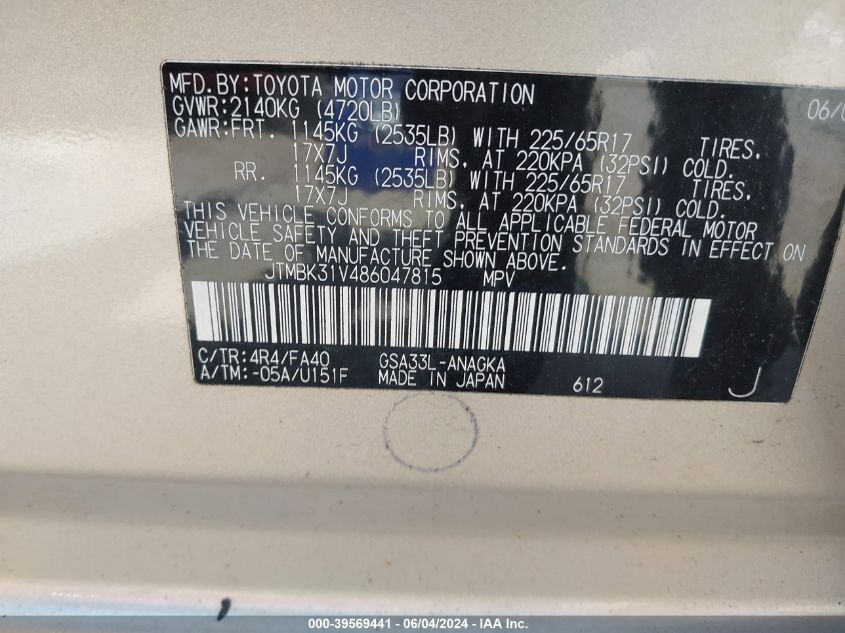 MFD. BY: TOYOTA MOTOR CORPORATION
GVWR: 2140KG (4720LB)
GAWR: FRT. 1145KG (2535LB) WITH 225/65R17 TIRES,
17X7J RIMS, AT 220KPA (32PSI) COLD.
RR. 1145KG (2535LB) WITH 225/65R17 TIRES,
17X7J RIMS, AT 220KPA (32PSI) COLD.
THIS VEHICLE CONFORMS TO ALL APPLICABLE FEDERAL MOTOR
VEHICLE SAFETY AND THEFT PREVENTION STANDARDS IN EFFECT ON
THE DATE OF MANUFACTURE SHOWN ABOVE.
JTMBK31V486047815 MPV
C/TR: 4R4/FA40 GSA33L-ANAGKA
A/TM: -05A/U151F MADE IN JAPAN 612 J
000-39569441 - 06/04/2024 - IAA Inc.